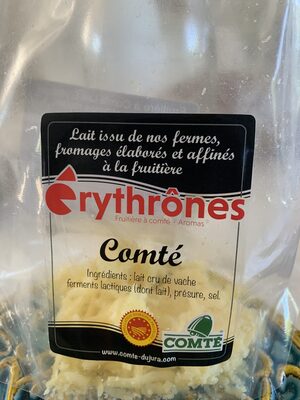 Lait issu de nos fermes,
fromages élaborés et affinés
à la fruitière
érythrônes
Fruitière à comté - Aromas
Comté
Ingrédients : lait cru de vache
ferments lactiques (dont lait), présure, sel.
COMTÉ
www.comte-dujura.com